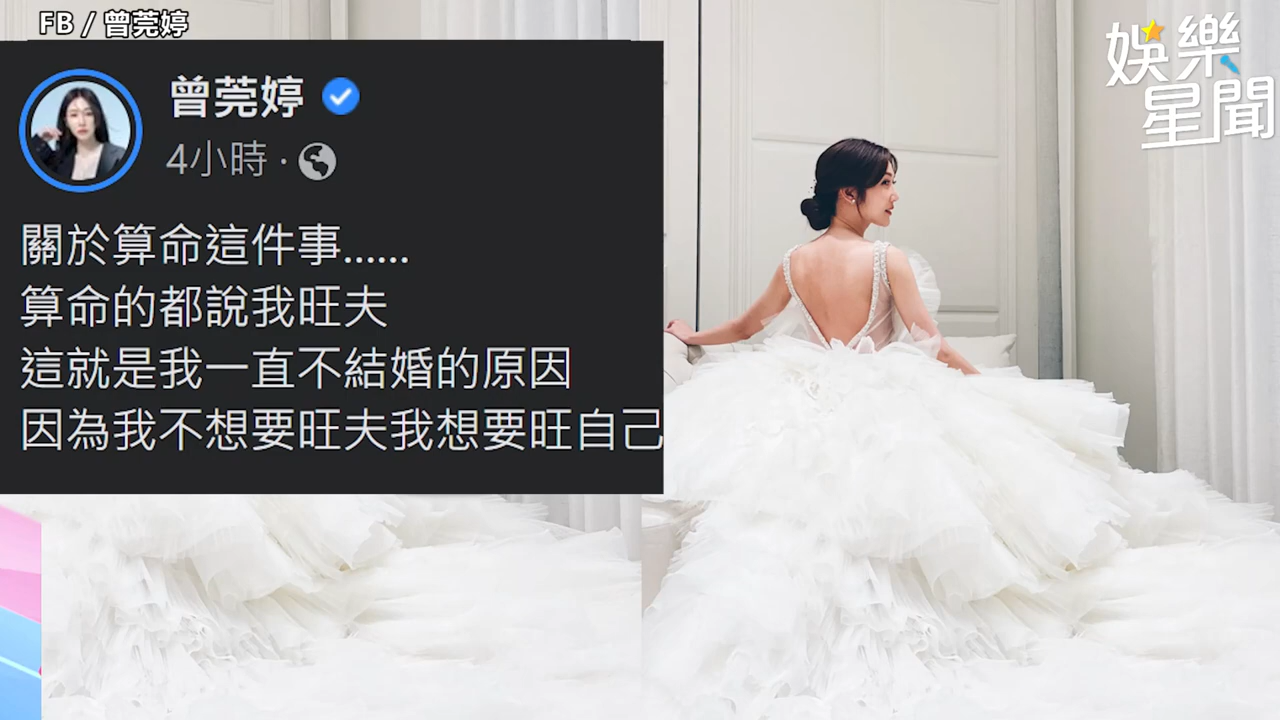 FB / 曾莞婷
曾莞婷
4小時 ·
關於算命這件事......
算命的都說我旺夫
這就是我一直不結婚的原因
因為我不想要旺夫我想要旺自己
娛樂
星聞